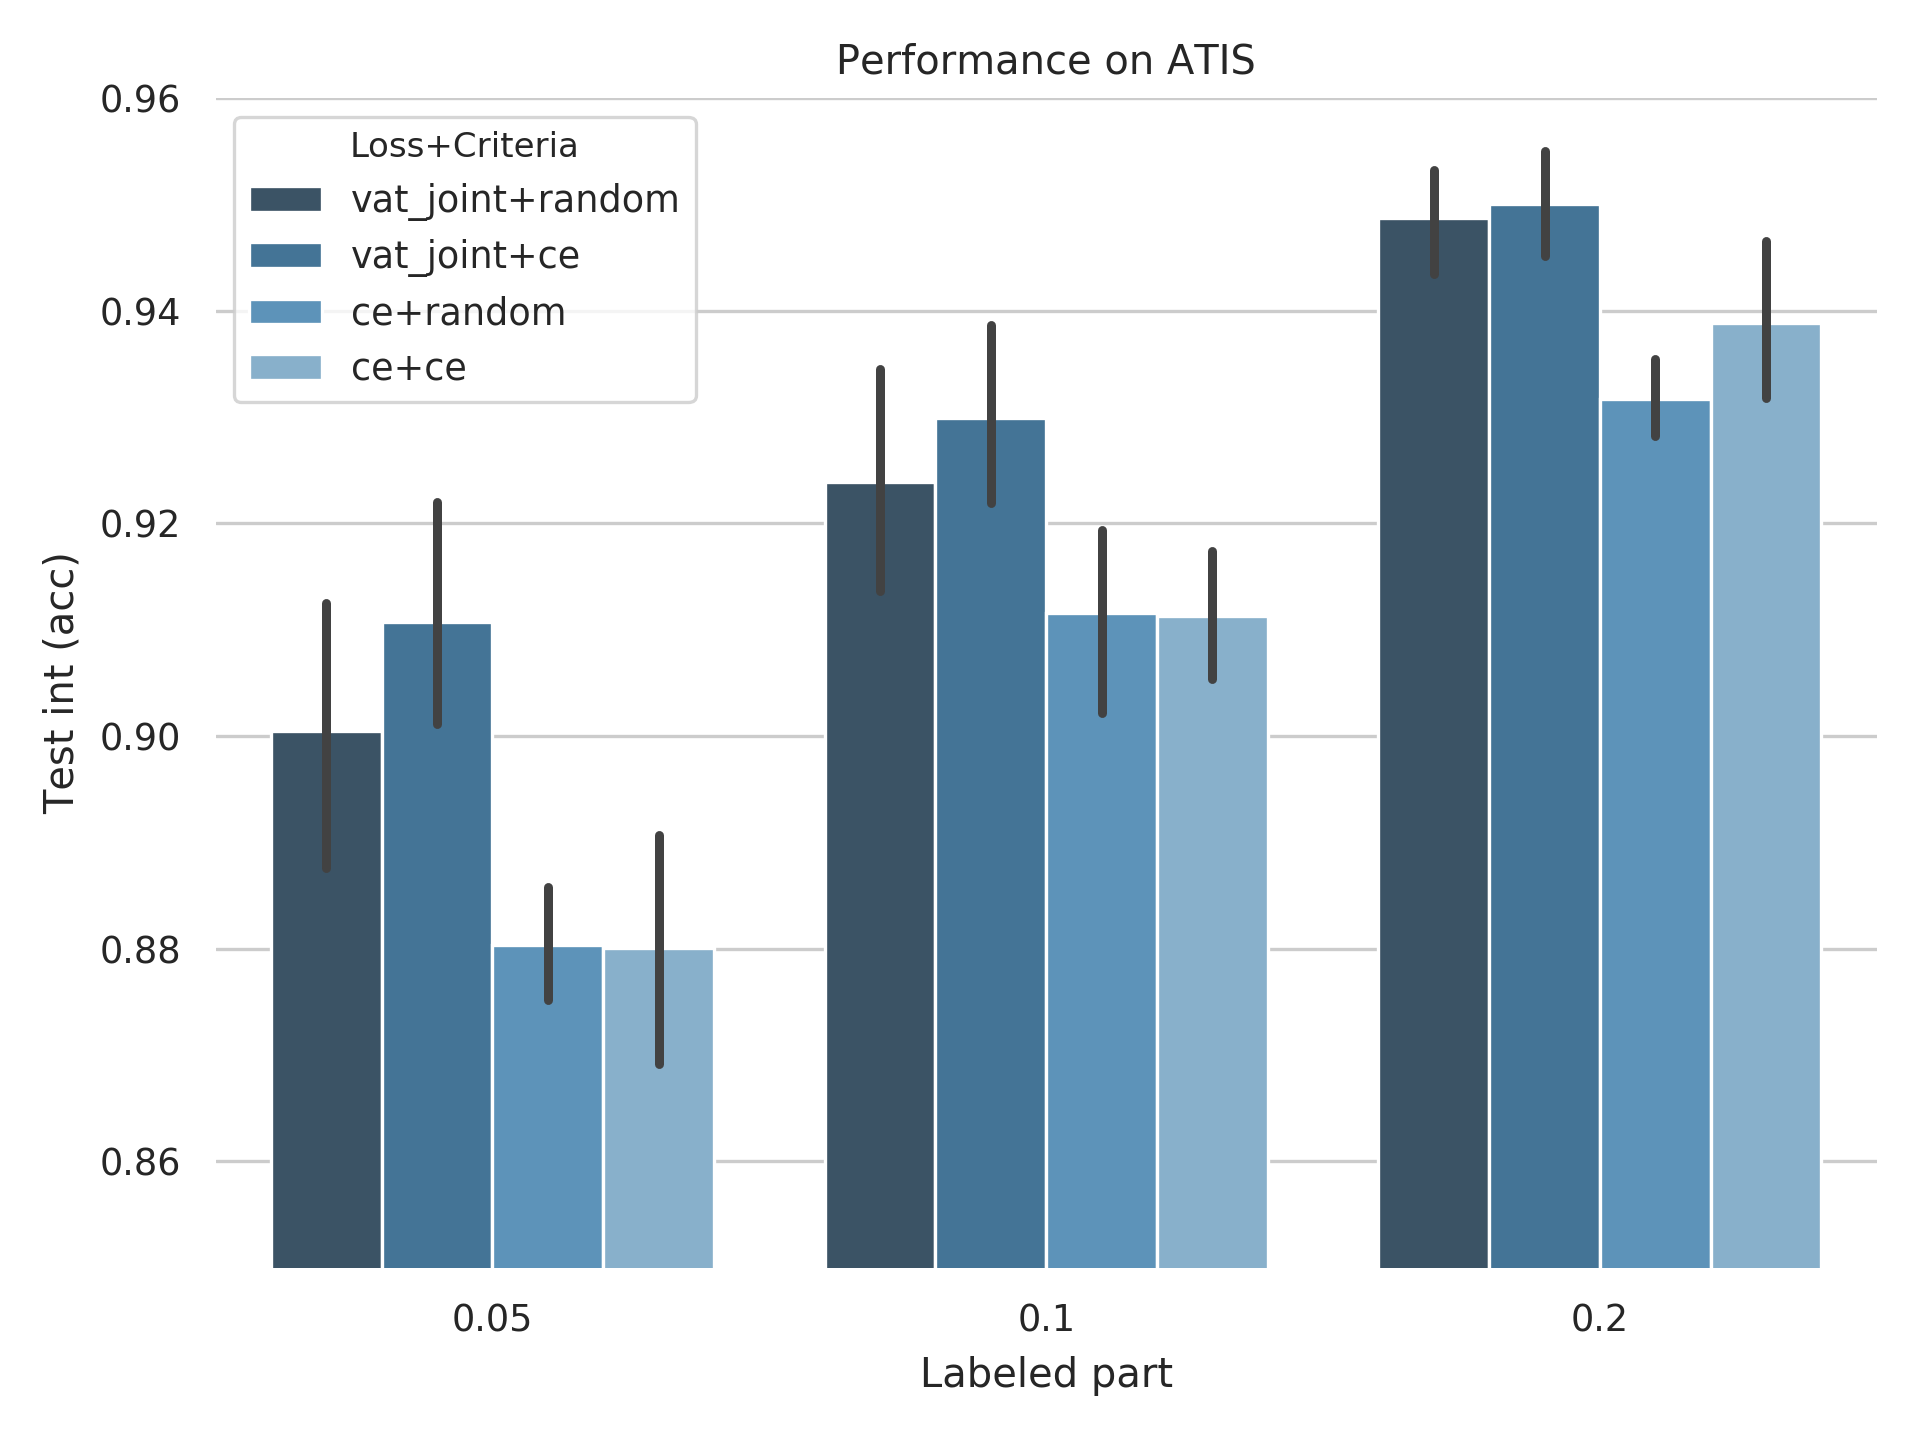 Performance on ATIS
0.96
0.94
0.92
0.90
0.88
0.86
Test int (acc)
Loss+Criteria
vat_joint+random
vat_joint+ce
ce+random
ce+ce
0.05 0.1 0.2
Labeled part